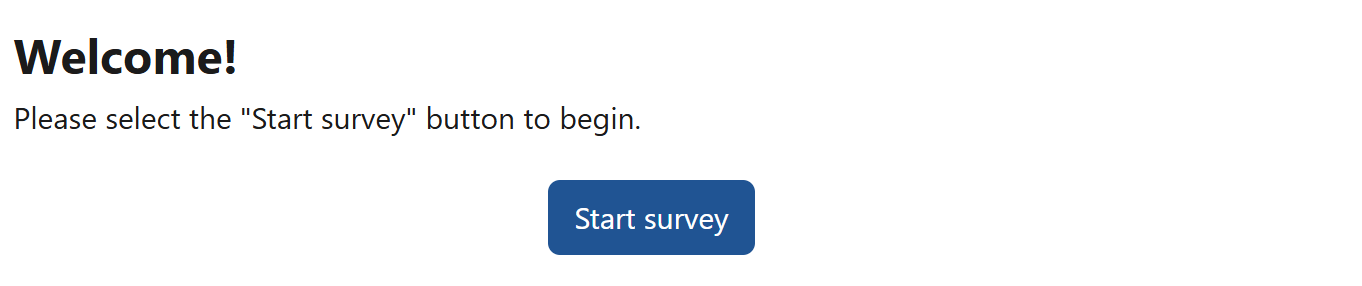 Welcome!
Please select the "Start survey" button to begin.
Start survey